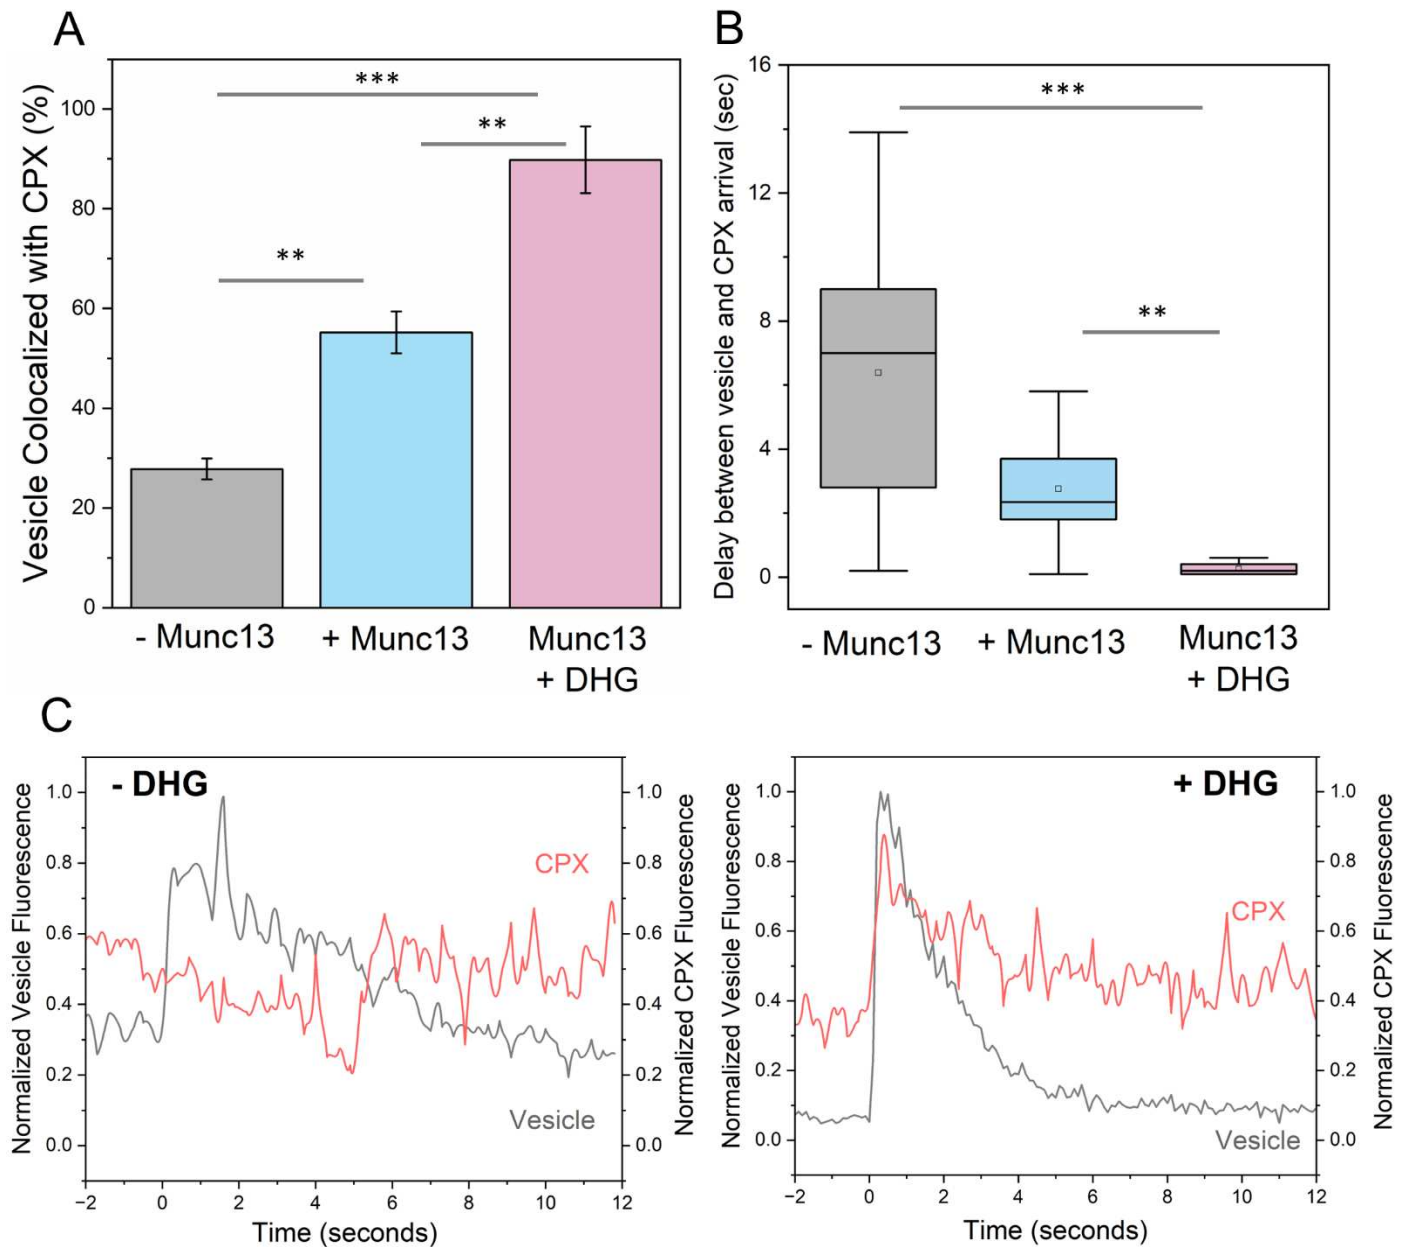 A
Vesicle Colocalized with CPX (%)
100
80
60
40
20
0
***
**
**
- Munc13
+ Munc13
Munc13
+ DHG
B
Delay between vesicle and CPX arrival (sec)
16
12
8
4
0
***
**
- Munc13
+ Munc13
Munc13
+ DHG
C
Normalized Vesicle Fluorescence
1.0
0.8
0.6
0.4
0.2
0.0
- DHG
CPX
Vesicle
1.0
0.8
0.6
0.4
0.2
0.0
Normalized CPX Fluorescence
−2 0 2 4 6 8 10 12
Time (seconds)
Normalized Vesicle Fluorescence
1.0
0.8
0.6
0.4
0.2
0.0
+ DHG
CPX
Vesicle
1.0
0.8
0.6
0.4
0.2
0.0
Normalized CPX Fluorescence
−2 0 2 4 6 8 10 12
Time (seconds)